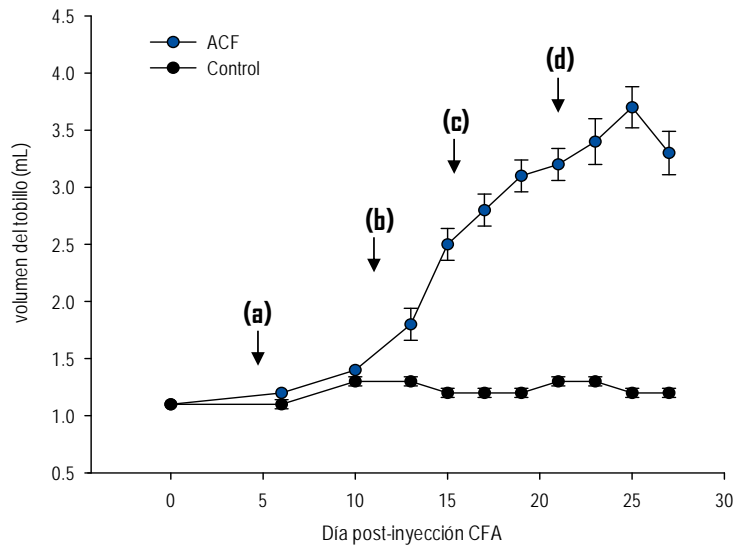 4.5
4.0
3.5
3.0
2.5
2.0
1.5
1.0
0.5
volumen del tobillo (mL)
ACF
Control
(a)
(b)
(c)
(d)
0 5 10 15 20 25 30
Día post-inyección CFA